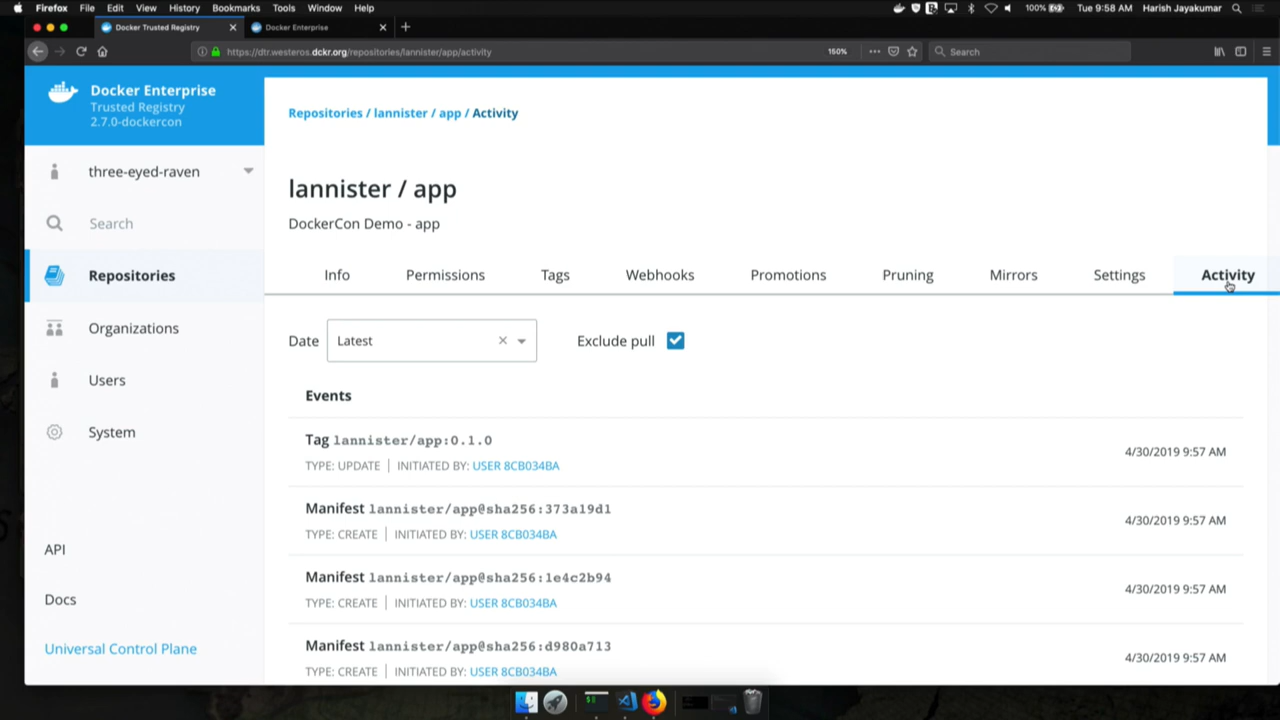 Firefox File Edit View History Bookmarks Tools Window Help 100% Tue 9:58 AM Harish Jayakumar
Docker Trusted Registry Docker Enterprise
https://dtr.westeros.dckr.org/repositories/lannister/app/activity 150% Search
Docker Enterprise
Trusted Registry
2.7.0-dockercon
three-eyed-raven
Search
Repositories
Organizations
Users
System
API
Docs
Universal Control Plane
Repositories / lannister / app / Activity
lannister / app
DockerCon Demo - app
Info Permissions Tags Webhooks Promotions Pruning Mirrors Settings Activity
Date Latest Exclude pull
Events
Tag lannister/app:0.1.0
TYPE: UPDATE | INITIATED BY: USER 8CB034BA
4/30/2019 9:57 AM
Manifest lannister/app@sha256:373a19d1
TYPE: CREATE | INITIATED BY: USER 8CB034BA
4/30/2019 9:57 AM
Manifest lannister/app@sha256:1e4c2b94
TYPE: CREATE | INITIATED BY: USER 8CB034BA
4/30/2019 9:57 AM
Manifest lannister/app@sha256:d980a713
TYPE: CREATE | INITIATED BY: USER 8CB034BA
4/30/2019 9:57 AM